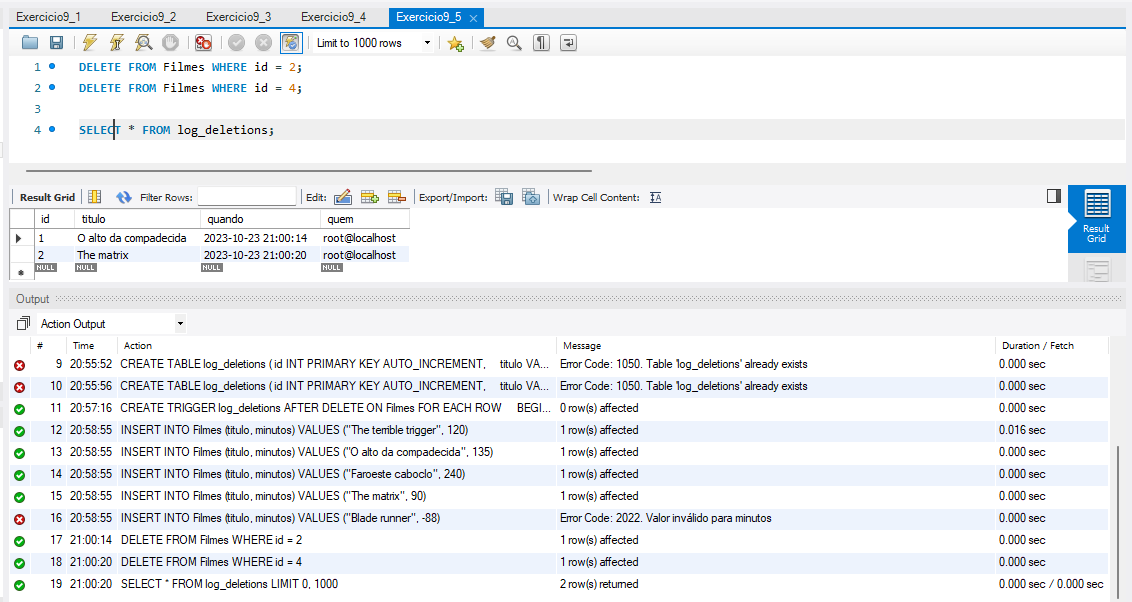 Exercicio9_1 Exercicio9_2 Exercicio9_3 Exercicio9_4 Exercicio9_5
Limit to 1000 rows
1 DELETE FROM Filmes WHERE id = 2;
2 DELETE FROM Filmes WHERE id = 4;
3
4 SELECT * FROM log_deletions;
Result Grid Filter Rows: Edit: Export/Import: Wrap Cell Content:
Result Grid
id titulo quando quem
1 O alto da compadecida 2023-10-23 21:00:14 root@localhost
2 The matrix 2023-10-23 21:00:20 root@localhost
NULL NULL NULL NULL
Output
Action Output
# Time Action Message Duration / Fetch
9 20:55:52 CREATE TABLE log_deletions ( id INT PRIMARY KEY AUTO_INCREMENT, titulo VA... Error Code: 1050. Table 'log_deletions' already exists 0.000 sec
10 20:55:56 CREATE TABLE log_deletions ( id INT PRIMARY KEY AUTO_INCREMENT, titulo VA... Error Code: 1050. Table 'log_deletions' already exists 0.000 sec
11 20:57:16 CREATE TRIGGER log_deletions AFTER DELETE ON Filmes FOR EACH ROW BEGI... 0 row(s) affected 0.000 sec
12 20:58:55 INSERT INTO Filmes (titulo, minutos) VALUES ("The terrible trigger", 120) 1 row(s) affected 0.016 sec
13 20:58:55 INSERT INTO Filmes (titulo, minutos) VALUES ("O alto da compadecida", 135) 1 row(s) affected 0.000 sec
14 20:58:55 INSERT INTO Filmes (titulo, minutos) VALUES ("Faroeste caboclo", 240) 1 row(s) affected 0.000 sec
15 20:58:55 INSERT INTO Filmes (titulo, minutos) VALUES ("The matrix", 90) 1 row(s) affected 0.000 sec
16 20:58:55 INSERT INTO Filmes (titulo, minutos) VALUES ("Blade runner", -88) Error Code: 2022. Valor inválido para minutos 0.000 sec
17 21:00:14 DELETE FROM Filmes WHERE id = 2 1 row(s) affected 0.000 sec
18 21:00:20 DELETE FROM Filmes WHERE id = 4 1 row(s) affected 0.000 sec
19 21:00:20 SELECT * FROM log_deletions LIMIT 0, 1000 2 row(s) returned 0.000 sec / 0.000 sec